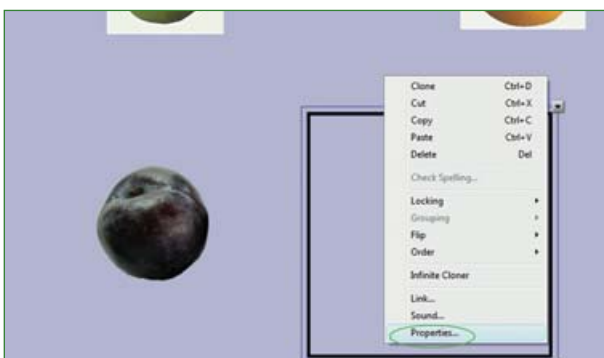 Clone Ctrl+D
Cut Ctrl+X
Copy Ctrl+C
Paste Ctrl+V
Delete Del
Check Spelling...
Locking
Grouping
Flip
Order
Infinite Cloner
Link...
Sound...
Properties...